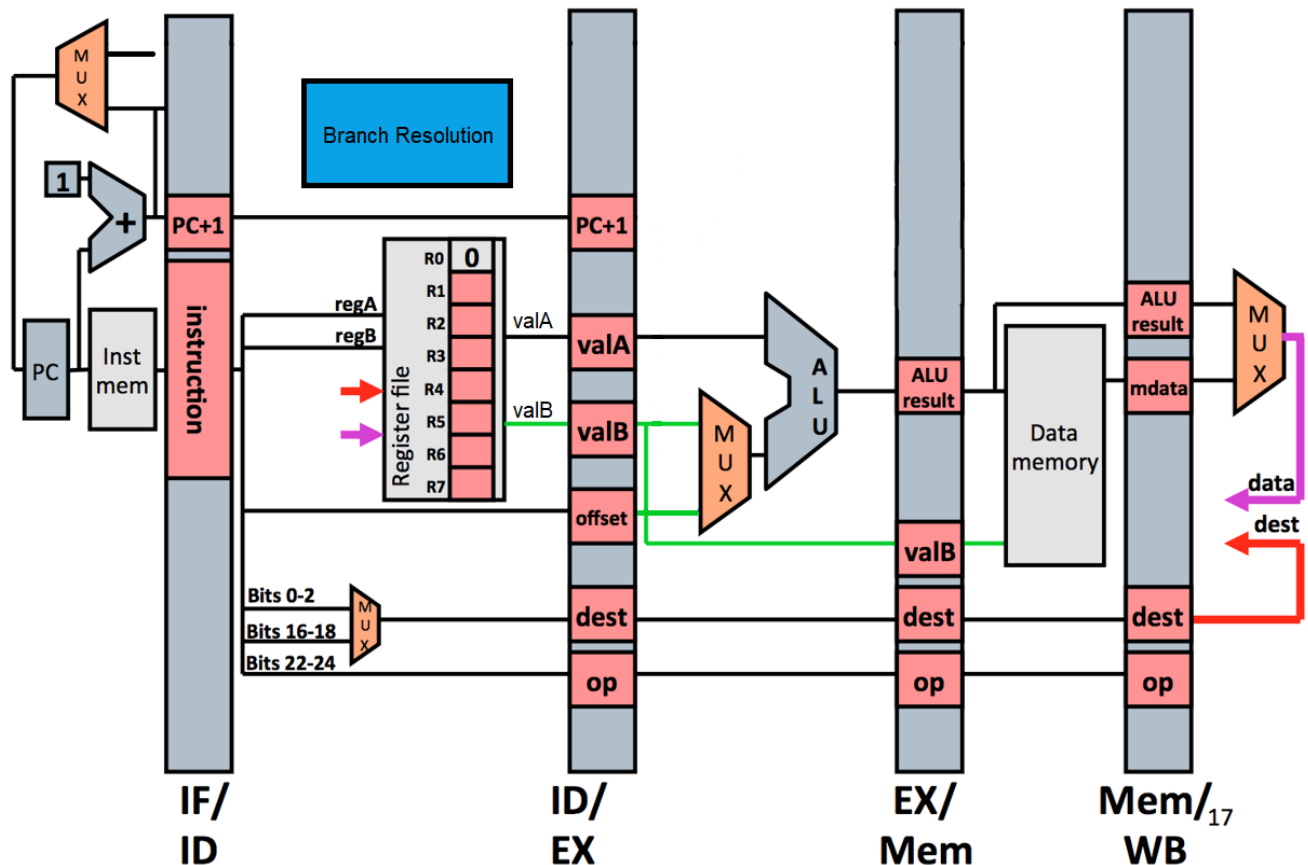 MUX
Branch Resolution
1
+
PC+1
PC+1
R0
0
R1
R2
R3
R4
R5
R6
R7
Register file
regA
regB
instruction
PC
Inst
mem
valA
valB
valA
valB
offset
MUX
ALU
ALU
result
ALU
result
mdata
MUX
Data
memory
data
dest
valB
Bits 0-2
Bits 16-18
Bits 22-24
MUX
dest
dest
dest
op
op
op
IF/
ID
ID/
EX
EX/
Mem
Mem/17
WB